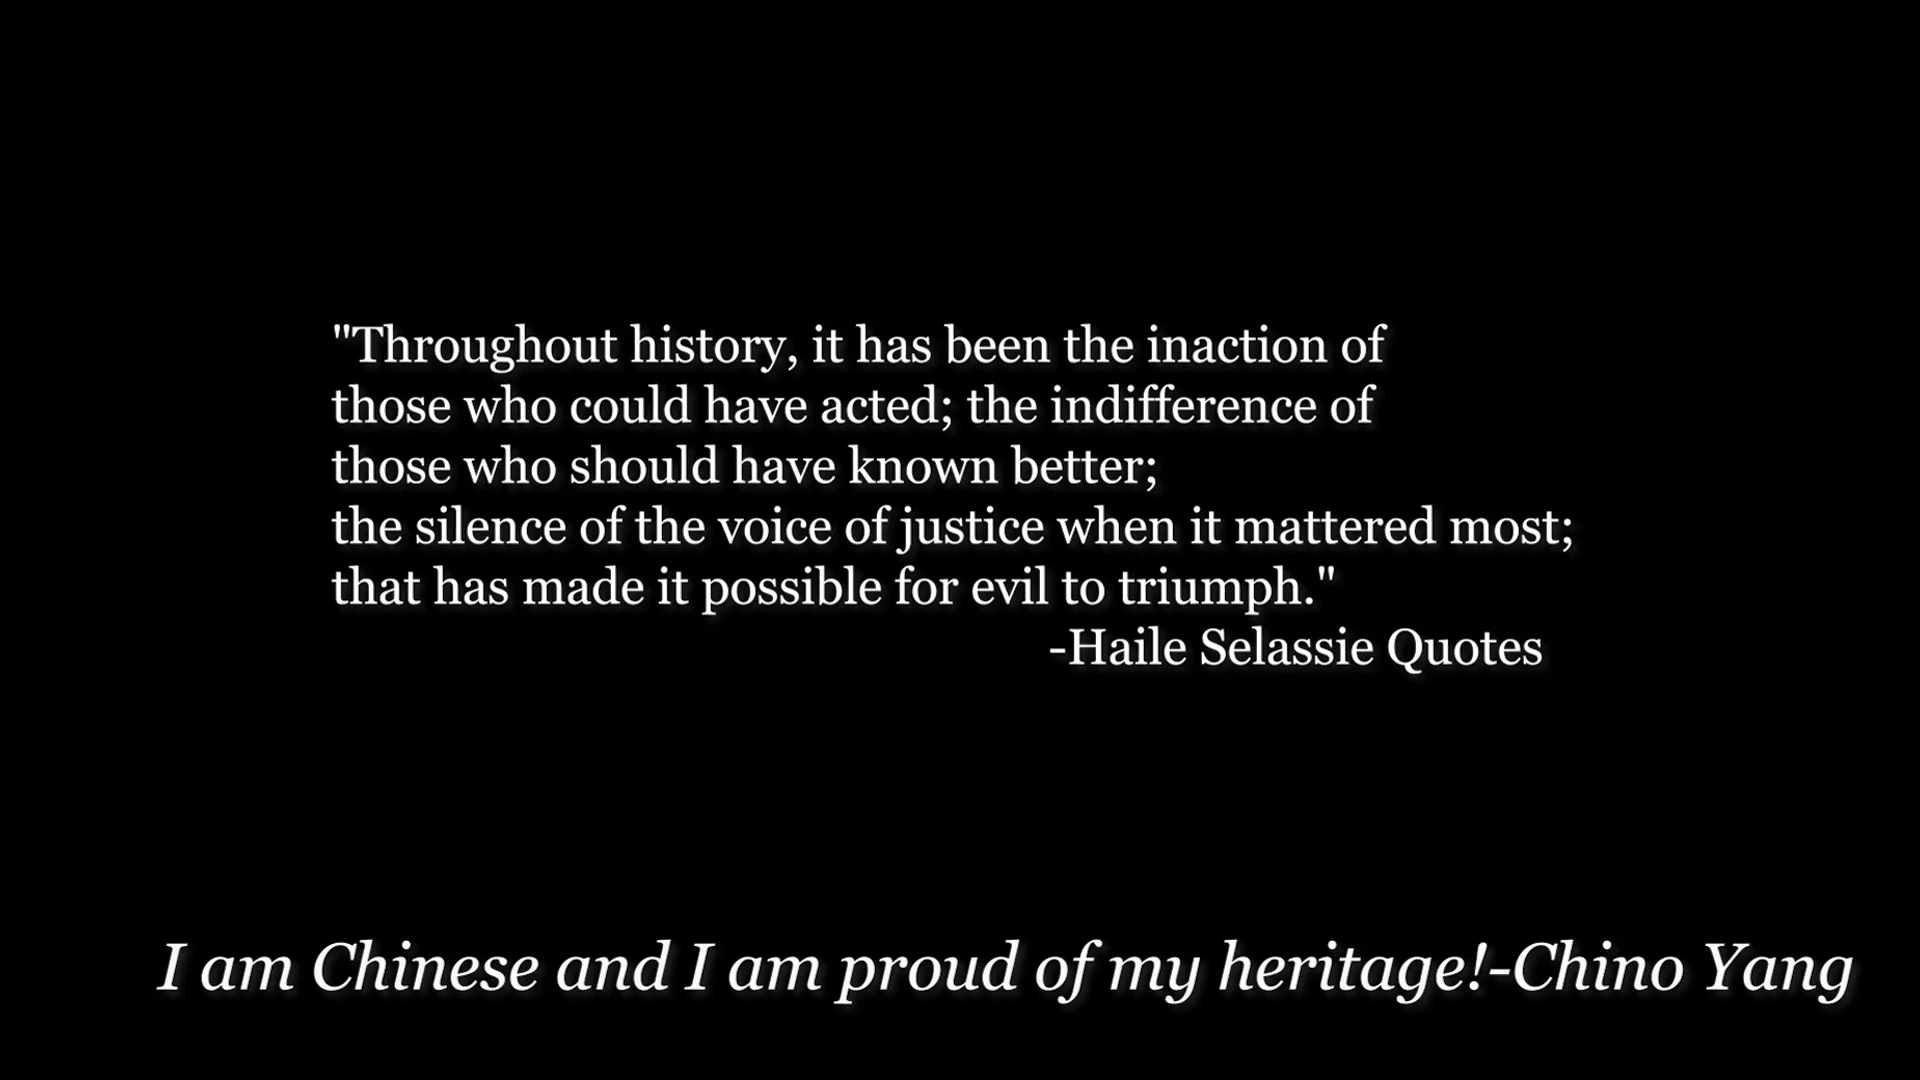 "Throughout history, it has been the inaction of
those who could have acted; the indifference of
those who should have known better;
the silence of the voice of justice when it mattered most;
that has made it possible for evil to triumph."
-Haile Selassie Quotes
I am Chinese and I am proud of my heritage!-Chino Yang